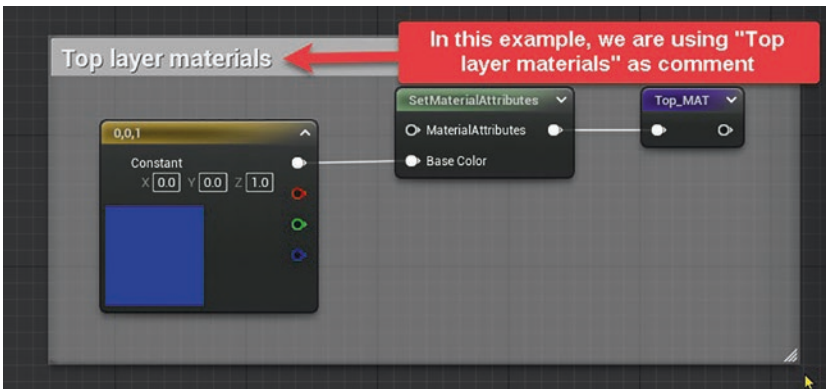 In this example, we are using "Top
layer materials" as comment
Top layer materials
SetMaterialAttributes
MaterialAttributes
Base Color
Top_MAT
0,0,1
Constant
X 0.0 Y 0.0 Z 1.0